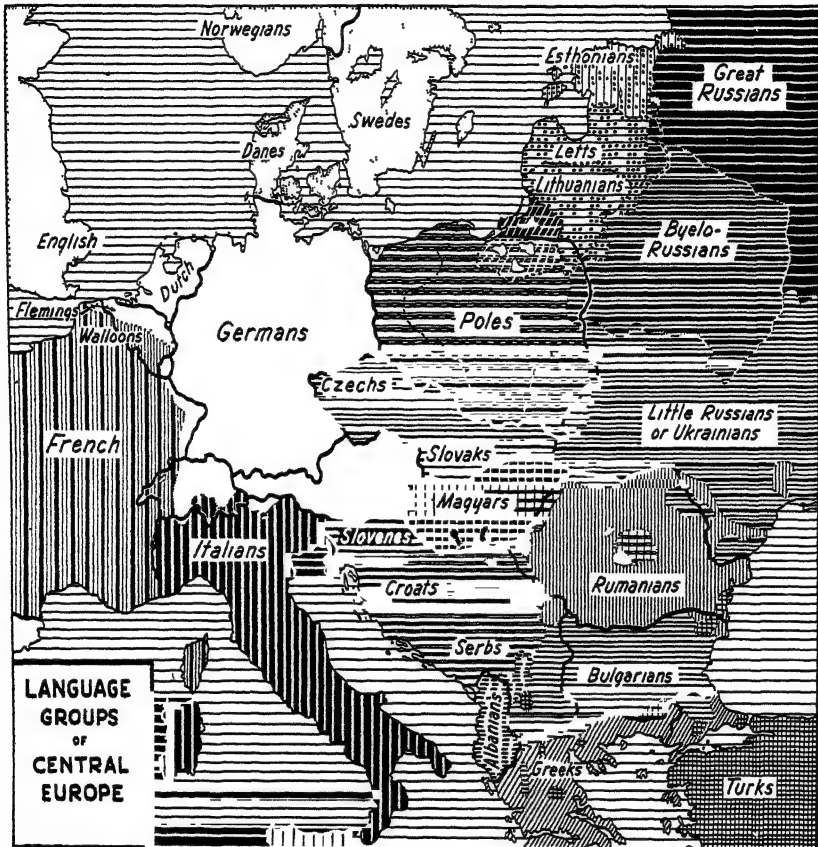 Norwegians
Esthonians
Great
Russians
Swedes
Danes
Letts
Lithuanians
English
Dutch
Byelo-
Russians
Flemings
Walloons
Germans
Poles
Czechs
French
Little Russians
or Ukrainians
Slovaks
Magyars
Italians
Slovenes
Rumanians
Croats
Serbs
Bulgarians
Albanians
Greeks
Turks
LANGUAGE
GROUPS
OF
CENTRAL
EUROPE